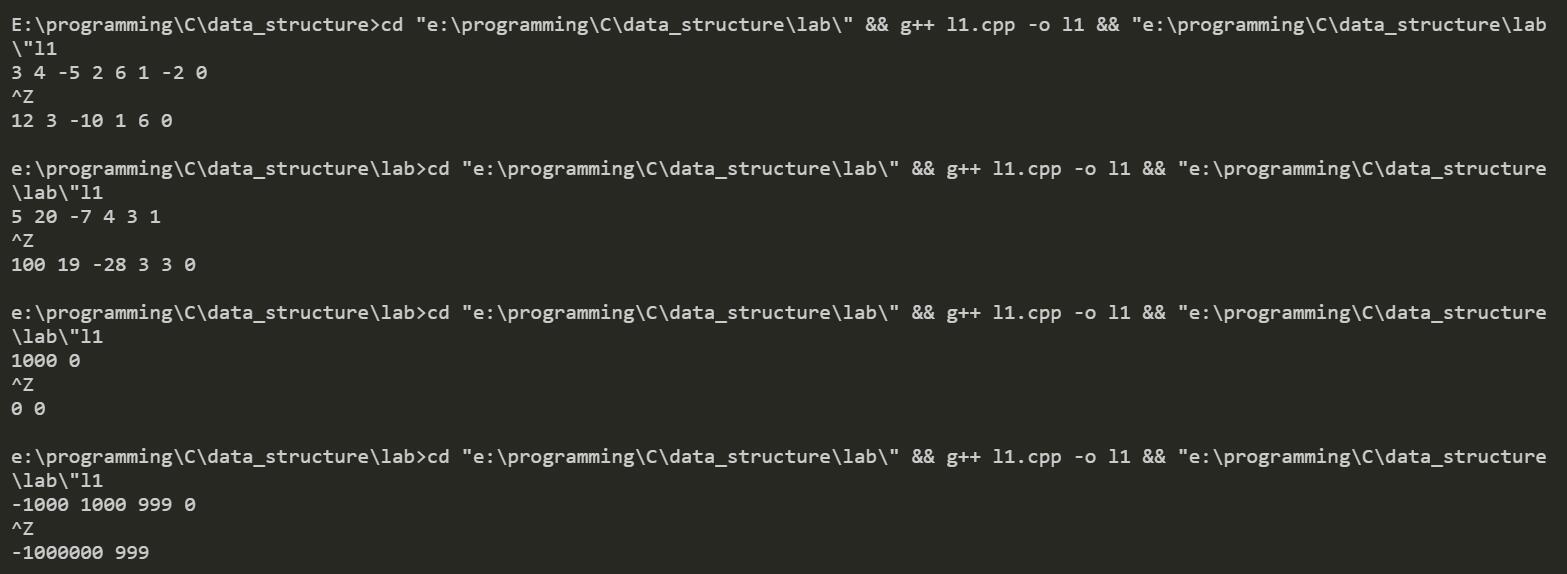 E:\programming\C\data_structure>cd "e:\programming\C\data_structure\lab\" && g++ l1.cpp -o l1 && "e:\programming\C\data_structure\lab
\"l1
3 4 -5 2 6 1 -2 0
^Z
12 3 -10 1 6 0
e:\programming\C\data_structure\lab>cd "e:\programming\C\data_structure\lab\" && g++ l1.cpp -o l1 && "e:\programming\C\data_structure
\lab\"l1
5 20 -7 4 3 1
^Z
100 19 -28 3 3 0
e:\programming\C\data_structure\lab>cd "e:\programming\C\data_structure\lab\" && g++ l1.cpp -o l1 && "e:\programming\C\data_structure
\lab\"l1
1000 0
^Z
0 0
e:\programming\C\data_structure\lab>cd "e:\programming\C\data_structure\lab\" && g++ l1.cpp -o l1 && "e:\programming\C\data_structure
\lab\"l1
-1000 1000 999 0
^Z
-1000000 999